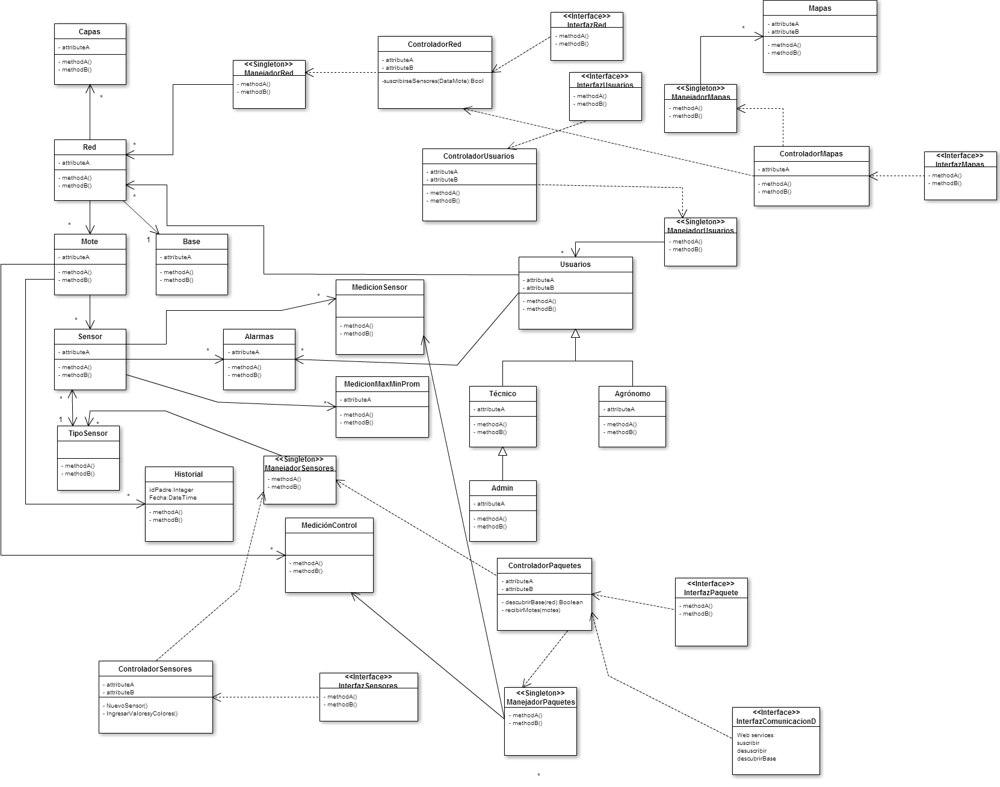 Capas
- attributeA
- methodA()
- methodB()
*
<<Singleton>>
ManejadorRed
- methodA()
- methodB()
ControladorRed
- attributeA
- attributeB
-suscribirseSensores(DataMote):Bool
<<Interface>>
InterfazRed
- methodA()
- methodB()
<<Interface>>
InterfazUsuarios
- methodA()
- methodB()
Mapas
- attributeA
- attributeB
- methodA()
- methodB()
*
<<Singleton>>
ManejadorMapas
- methodA()
- methodB()
Red
- attributeA
- methodA()
- methodB()
*
*
ControladorUsuarios
- attributeA
- attributeB
- methodA()
- methodB()
ControladorMapas
- attributeA
- methodA()
- methodB()
<<Interface>>
InterfazMapas
- methodA()
- methodB()
<<Singleton>>
ManejadorUsuarios
- methodA()
- methodB()
*
Mote
- attributeA
- methodA()
- methodB()
1
Base
- attributeA
- methodA()
- methodB()
*
Usuarios
- attributeA
- attributeB
- methodA()
- methodB()
*
MedicionSensor
- methodA()
- methodB()
*
Sensor
- attributeA
- methodA()
- methodB()
*
Alarmas
- attributeA
- methodA()
- methodB()
*
*
MedicionMaxMinProm
- attributeA
- methodA()
- methodB()
Técnico
- attributeA
- methodA()
- methodB()
Agrónomo
- attributeA
- methodA()
- methodB()
*
1
*
TipoSensor
- methodA()
- methodB()
<<Singleton>>
ManejadorSensores
- methodA()
- methodB()
*
Historial
idPadre:Integer
Fecha:DateTime
- methodA()
- methodB()
Admin
- attributeA
- methodA()
- methodB()
*
MediciónControl
- methodA()
- methodB()
ControladorPaquetes
- attributeA
- attributeB
- descubrirBase(red):Boolean
- recibirMotes(motes)
<<Interface>>
InterfazPaquete
- methodA()
- methodB()
ControladorSensores
- attributeA
- attributeB
- NuevoSensor()
- IngresarValoresyColores()
<<Interface>>
InterfazSensores
- methodA()
- methodB()
<<Singleton>>
ManejadorPaquetes
- methodA()
- methodB()
<<Interface>>
InterfazComunicacionD
Web services:
suscribir
desuscribir
descubrirBase
*